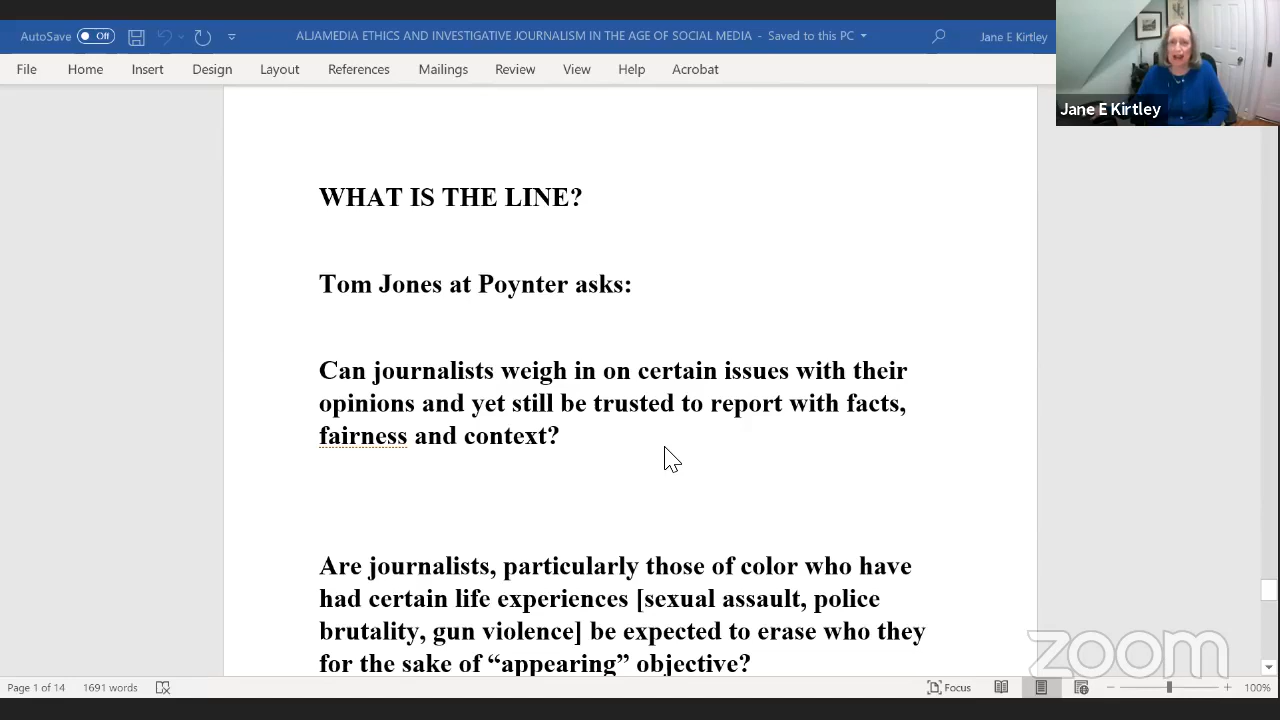 AutoSave Off
ALJAMEDIA ETHICS AND INVESTIGATIVE JOURNALISM IN THE AGE OF SOCIAL MEDIA - Saved to this PC
Jane E Kirtley
File Home Insert Design Layout References Mailings Review View Help Acrobat
Jane E Kirtley
WHAT IS THE LINE?
Tom Jones at Poynter asks:
Can journalists weigh in on certain issues with their
opinions and yet still be trusted to report with facts,
fairness and context?
Are journalists, particularly those of color who have
had certain life experiences [sexual assault, police
brutality, gun violence] be expected to erase who they
for the sake of “appearing” objective?
zoom
Page 1 of 14 1691 words Focus 100%